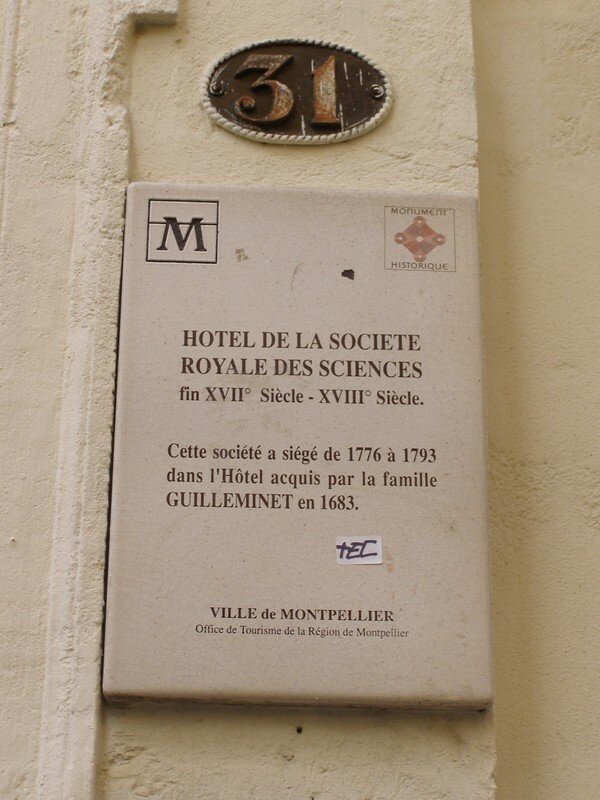 31
M
MONUMENT
HISTORIQUE
HOTEL DE LA SOCIETE
ROYALE DES SCIENCES
fin XVII° Siècle - XVIII° Siècle.
Cette société a siégé de 1776 à 1793
dans l'Hôtel acquis par la famille
GUILLEMINET en 1683.
tEC
VILLE de MONTPELLIER
Office de Tourisme de la Région de Montpellier